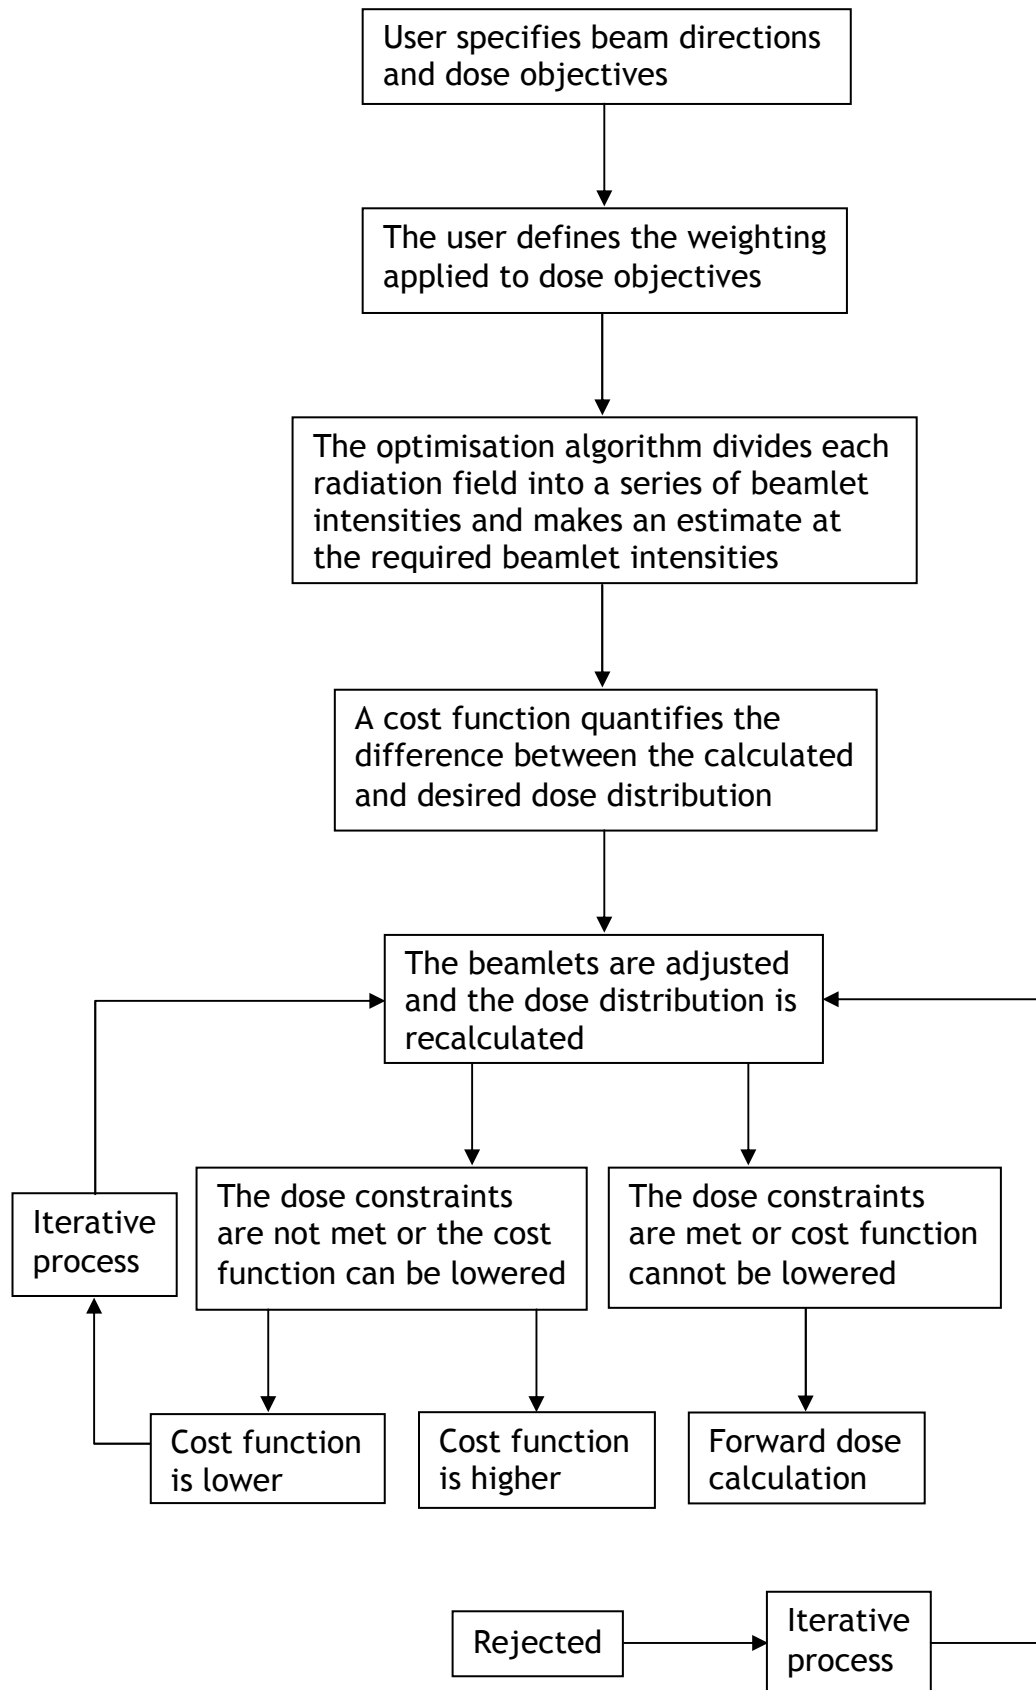 User specifies beam directions
and dose objectives
The user defines the weighting
applied to dose objectives
The optimisation algorithm divides each
radiation field into a series of beamlet
intensities and makes an estimate at
the required beamlet intensities
A cost function quantifies the
difference between the calculated
and desired dose distribution
The beamlets are adjusted
and the dose distribution is
recalculated
Iterative
process
The dose constraints
are not met or the cost
function can be lowered
The dose constraints
are met or cost function
cannot be lowered
Cost function
is lower
Cost function
is higher
Forward dose
calculation
Rejected
Iterative
process